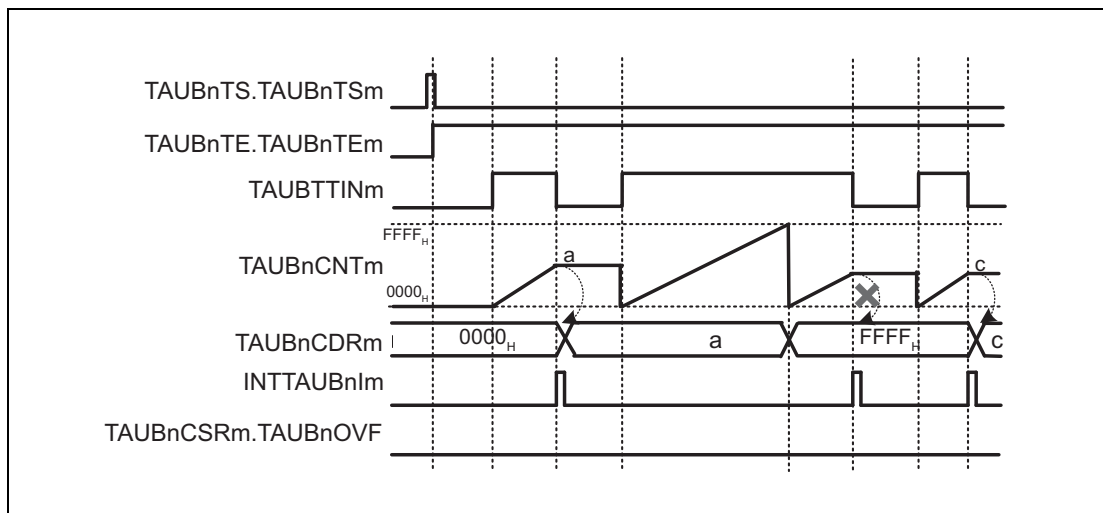 TAUBnTS.TAUBnTSm
TAUBnTE.TAUBnTEm
TAUBTTINm
FFFFH
TAUBnCNTm
a
c
0000H
TAUBnCDRm
0000H
a
FFFFH
c
INTTAUBnIm
TAUBnCSRm.TAUBnOVF